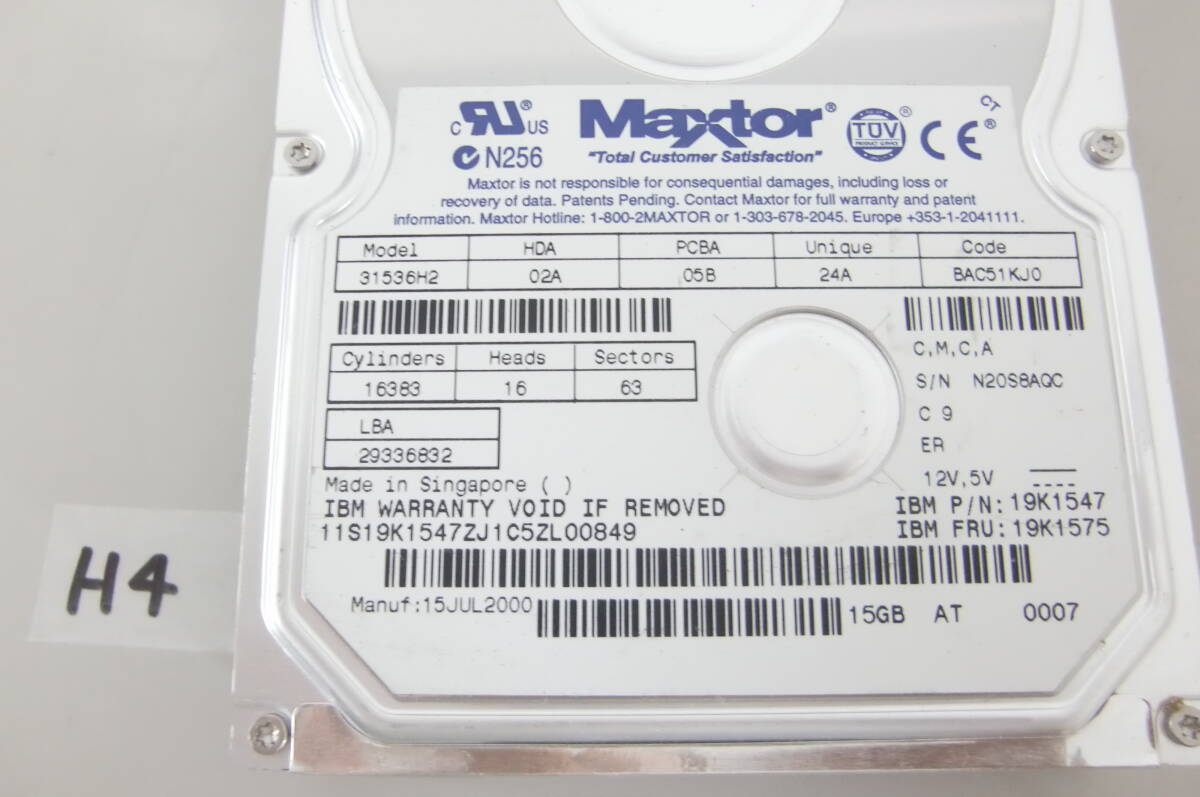 c RU ® US
Maxtor®
TÜV ®
PRODUCT SERVICE
CE ®
CT
N256
"Total Customer Satisfaction"
Maxtor is not responsible for consequential damages, including loss or
recovery of data. Patents Pending. Contact Maxtor for full warranty and patent
information. Maxtor Hotline: 1-800-2MAXTOR or 1-303-678-2045. Europe +353-1-2041111.
Model HDA PCBA Unique Code
31536H2 02A 05B 24A BAC51KJ0
Cylinders Heads Sectors
16383 16 63
LBA
29336832
C,M,C,A
S/N N20S8AQC
C 9
ER
12V,5V
Made in Singapore ( )
IBM WARRANTY VOID IF REMOVED
11S19K1547ZJ1C5ZL00849
IBM P/N: 19K1547
IBM FRU: 19K1575
Manuf:15JUL2000
15GB AT 0007
H4